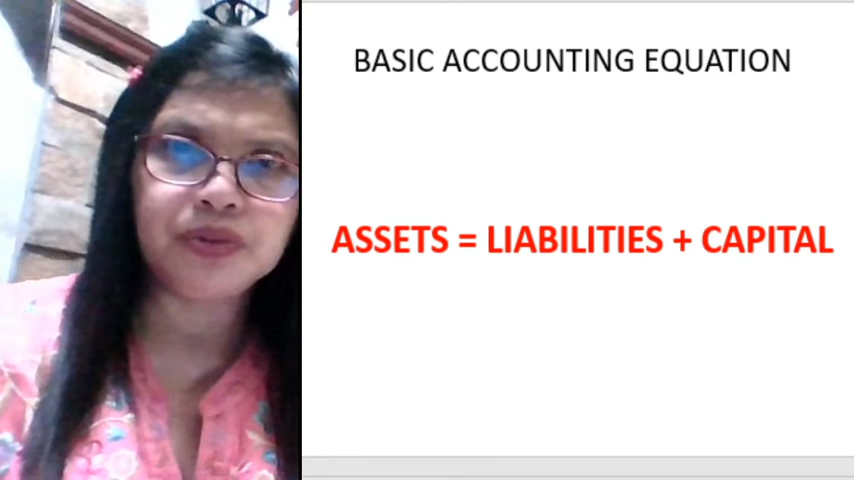 BASIC ACCOUNTING EQUATION
ASSETS = LIABILITIES + CAPITAL